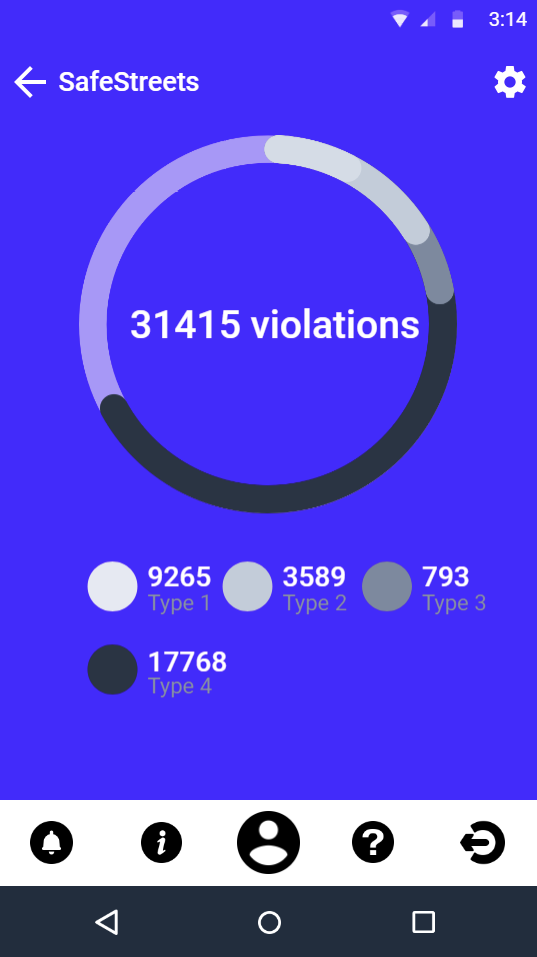 3:14
SafeStreets
31415 violations
9265 3589 793
Type 1 Type 2 Type 3
17768
Type 4